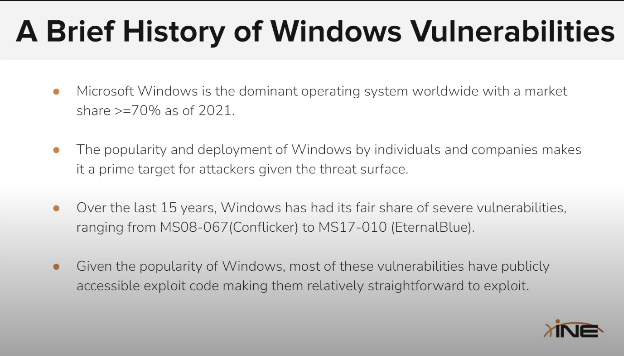 A Brief History of Windows Vulnerabilities
• Microsoft Windows is the dominant operating system worldwide with a market
share >=70% as of 2021.
• The popularity and deployment of Windows by individuals and companies makes
it a prime target for attackers given the threat surface.
• Over the last 15 years, Windows has had its fair share of severe vulnerabilities,
ranging from MS08-067(Conflicker) to MS17-010 (EternalBlue).
• Given the popularity of Windows, most of these vulnerabilities have publicly
accessible exploit code making them relatively straightforward to exploit.
INE